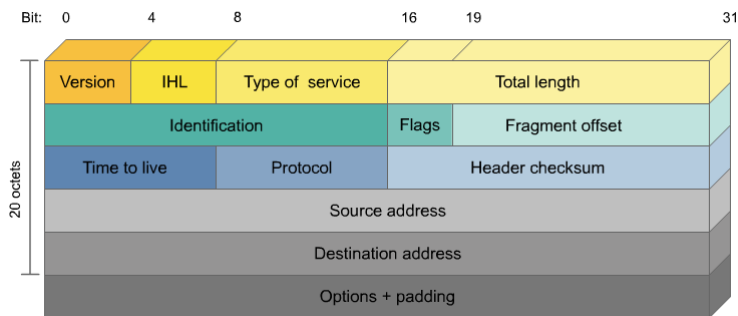 Bit: 0 4 8 16 19 31
Version IHL Type of service Total length
Identification Flags Fragment offset
Time to live Protocol Header checksum
Source address
Destination address
Options + padding
20 octets